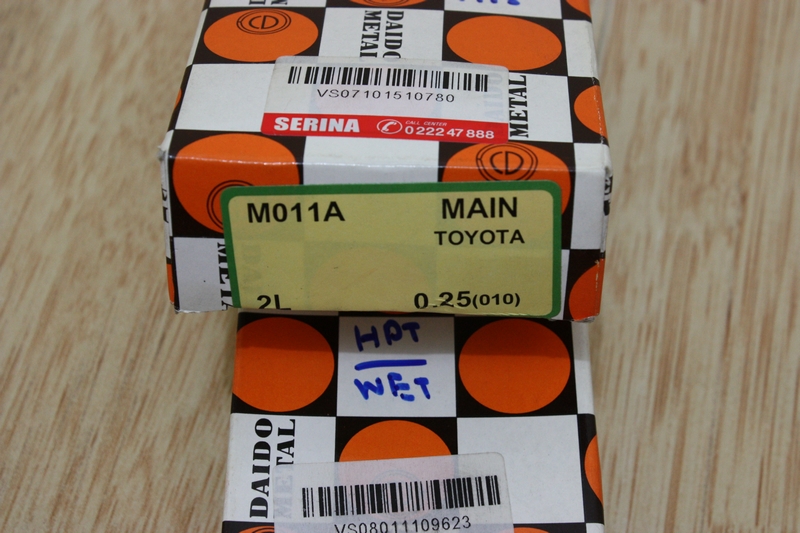 DAIDO
METAL
VS07101510780
METAL
SERINA CALL CENTER 0 222 47 888
M011A MAIN
TOYOTA
2L 0.25(010)
METAL
HPT
WET
DAIDO
METAL
VS08011109623